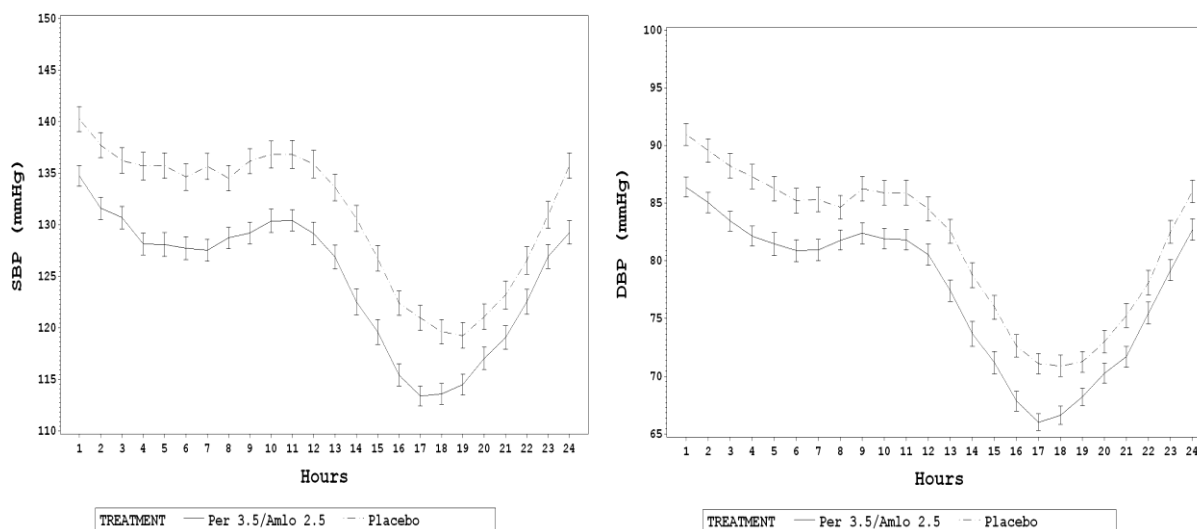 150
145
140
135
130
125
120
115
110
SBP (mmHg)
1 2 3 4 5 6 7 8 9 10 11 12 13 14 15 16 17 18 19 20 21 22 23 24
Hours
TREATMENT Per 3.5/Amlo 2.5 Placebo
100
95
90
85
80
75
70
65
DBP (mmHg)
1 2 3 4 5 6 7 8 9 10 11 12 13 14 15 16 17 18 19 20 21 22 23 24
Hours
TREATMENT Per 3.5/Amlo 2.5 Placebo